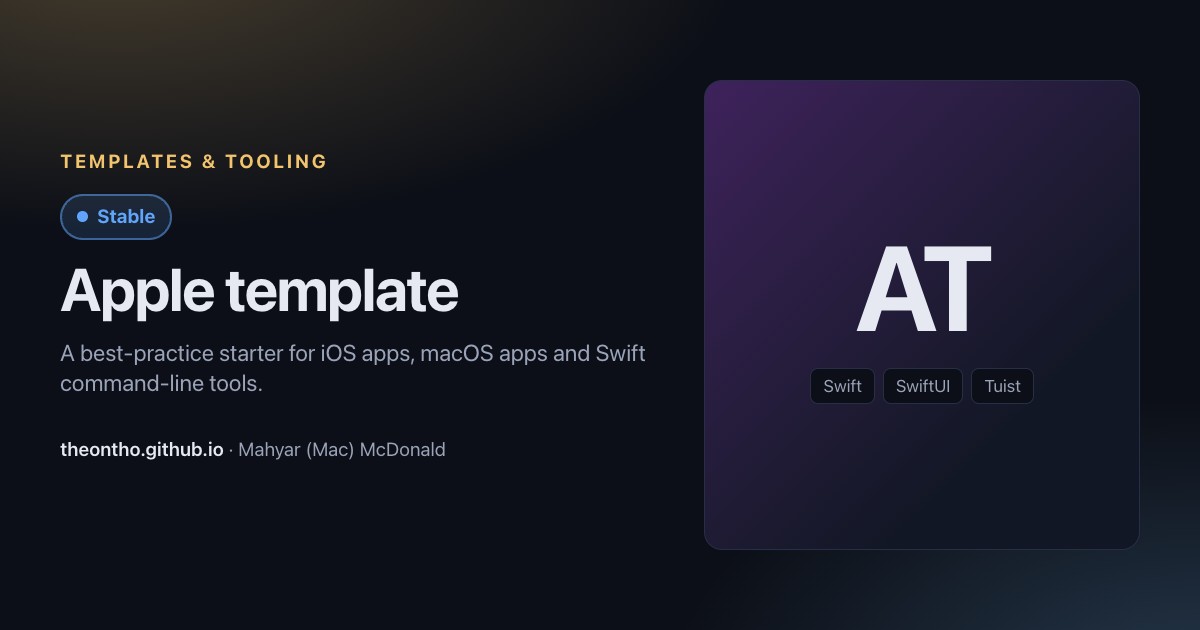 TEMPLATES & TOOLING
Stable
Apple template
A best-practice starter for iOS apps, macOS apps and Swift
command-line tools.
theontho.github.io · Mahyar (Mac) McDonald
AT
Swift SwiftUI Tuist